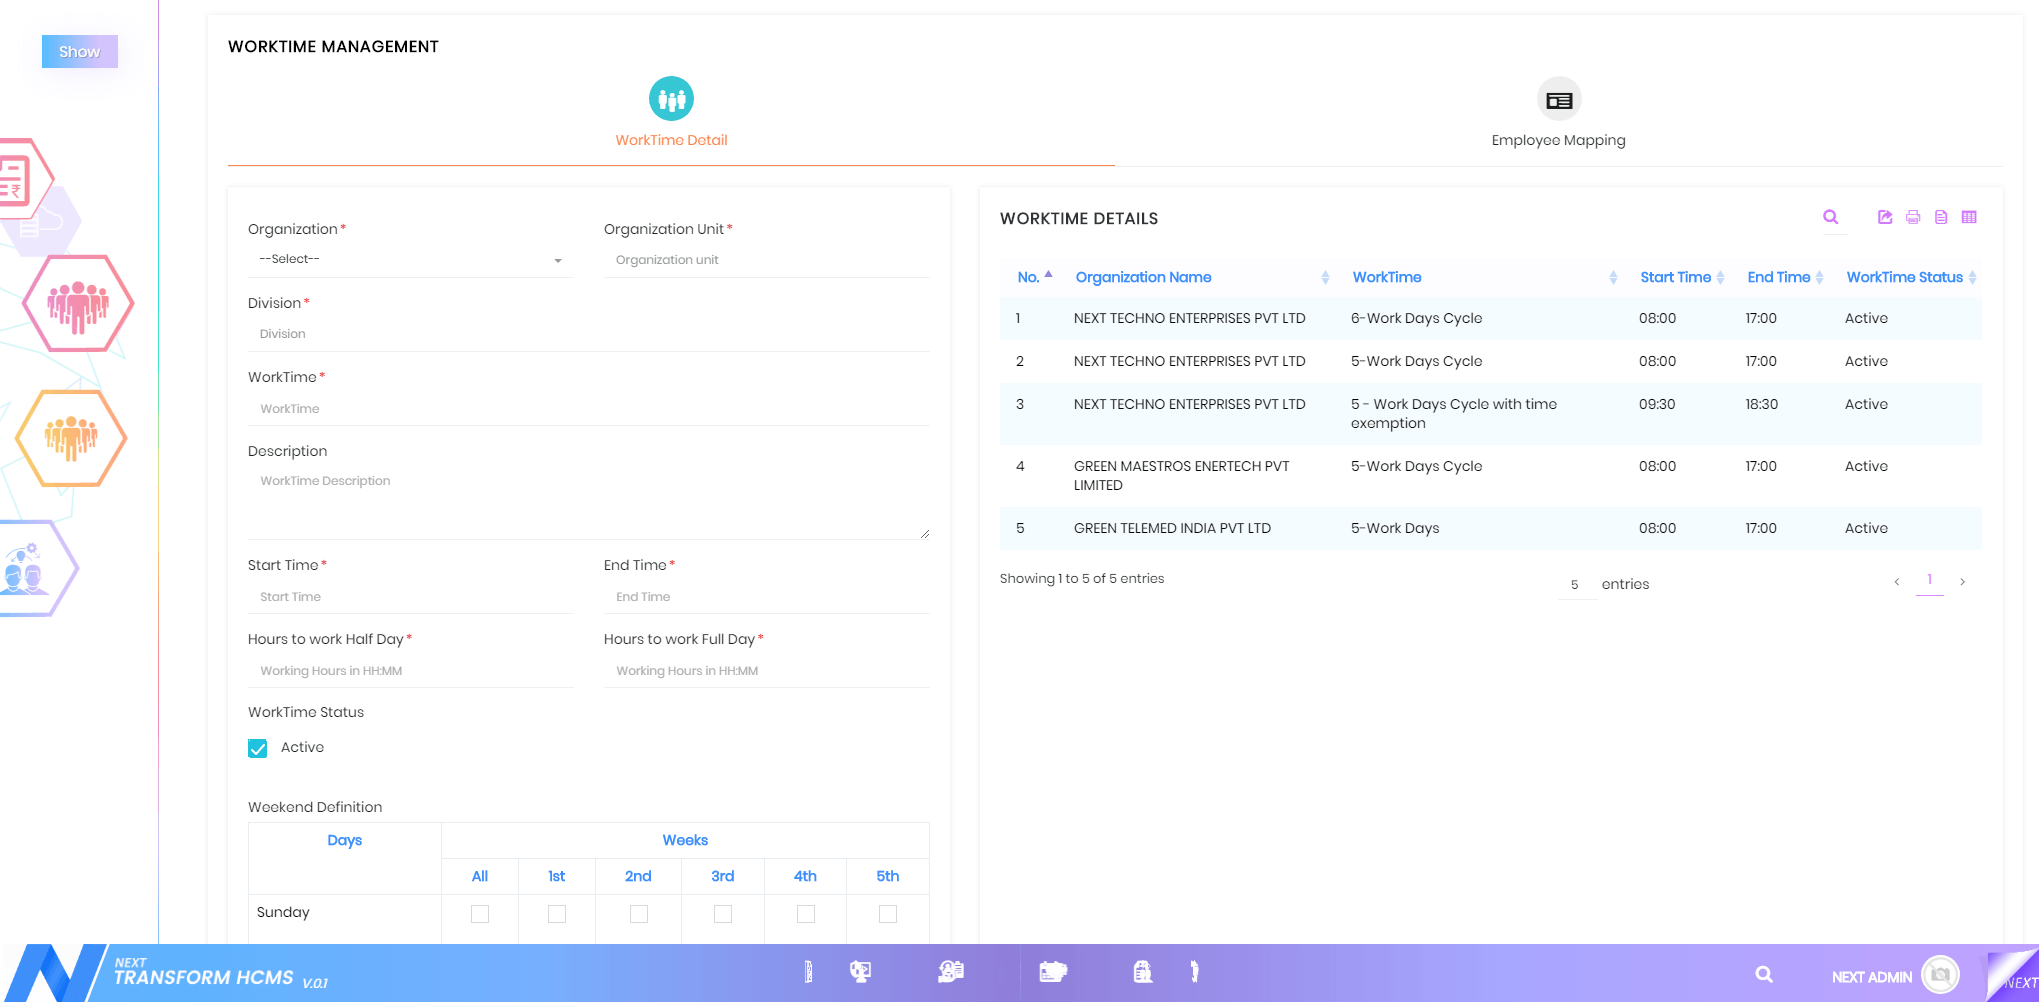 Show
WORKTIME MANAGEMENT
WorkTime Detail
Employee Mapping
Organization*
Organization Unit*
--Select--
Organization unit
Division*
Division
WorkTime*
WorkTime
Description
WorkTime Description
Start Time*
End Time*
Start Time
End Time
Hours to work Half Day*
Hours to work Full Day*
Working Hours in HH:MM
Working Hours in HH:MM
WorkTime Status
Active
Weekend Definition
Days
Weeks
All 1st 2nd 3rd 4th 5th
Sunday
WORKTIME DETAILS
No. Organization Name WorkTime Start Time End Time WorkTime Status
1 NEXT TECHNO ENTERPRISES PVT LTD 6-Work Days Cycle 08:00 17:00 Active
2 NEXT TECHNO ENTERPRISES PVT LTD 5-Work Days Cycle 08:00 17:00 Active
3 NEXT TECHNO ENTERPRISES PVT LTD 5 - Work Days Cycle with time 09:30 18:30 Active
exemption
4 GREEN MAESTROS ENERTECH PVT 5-Work Days Cycle 08:00 17:00 Active
LIMITED
5 GREEN TELEMED INDIA PVT LTD 5-Work Days 08:00 17:00 Active
Showing 1 to 5 of 5 entries
5 entries
‹ 1 ›
NEXT
TRANSFORM HCMS V.0.1
NEXT ADMIN
NEXT